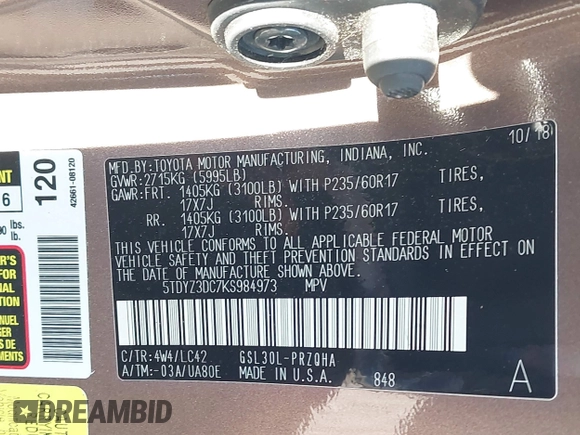 10/18
MFD.BY:TOYOTA MOTOR MANUFACTURING, INDIANA, INC.
GVWR:2715KG (5995LB)
GAWR:FRT. 1405KG (3100LB) WITH P235/60R17 TIRES,
17X7J RIMS.
RR. 1405KG (3100LB) WITH P235/60R17 TIRES,
17X7J RIMS.
THIS VEHICLE CONFORMS TO ALL APPLICABLE FEDERAL MOTOR
VEHICLE SAFETY AND THEFT PREVENTION STANDARDS IN EFFECT ON
THE DATE OF MANUFACTURE SHOWN ABOVE.
5TDYZ3DC7KS984973 MPV
C/TR:4W4/LC42 GSL30L-PRZQHA
A/TM:-03A/UA80E MADE IN U.S.A. 848 A
120
42661-08120
6
lbs.
lb.
DREAMBID